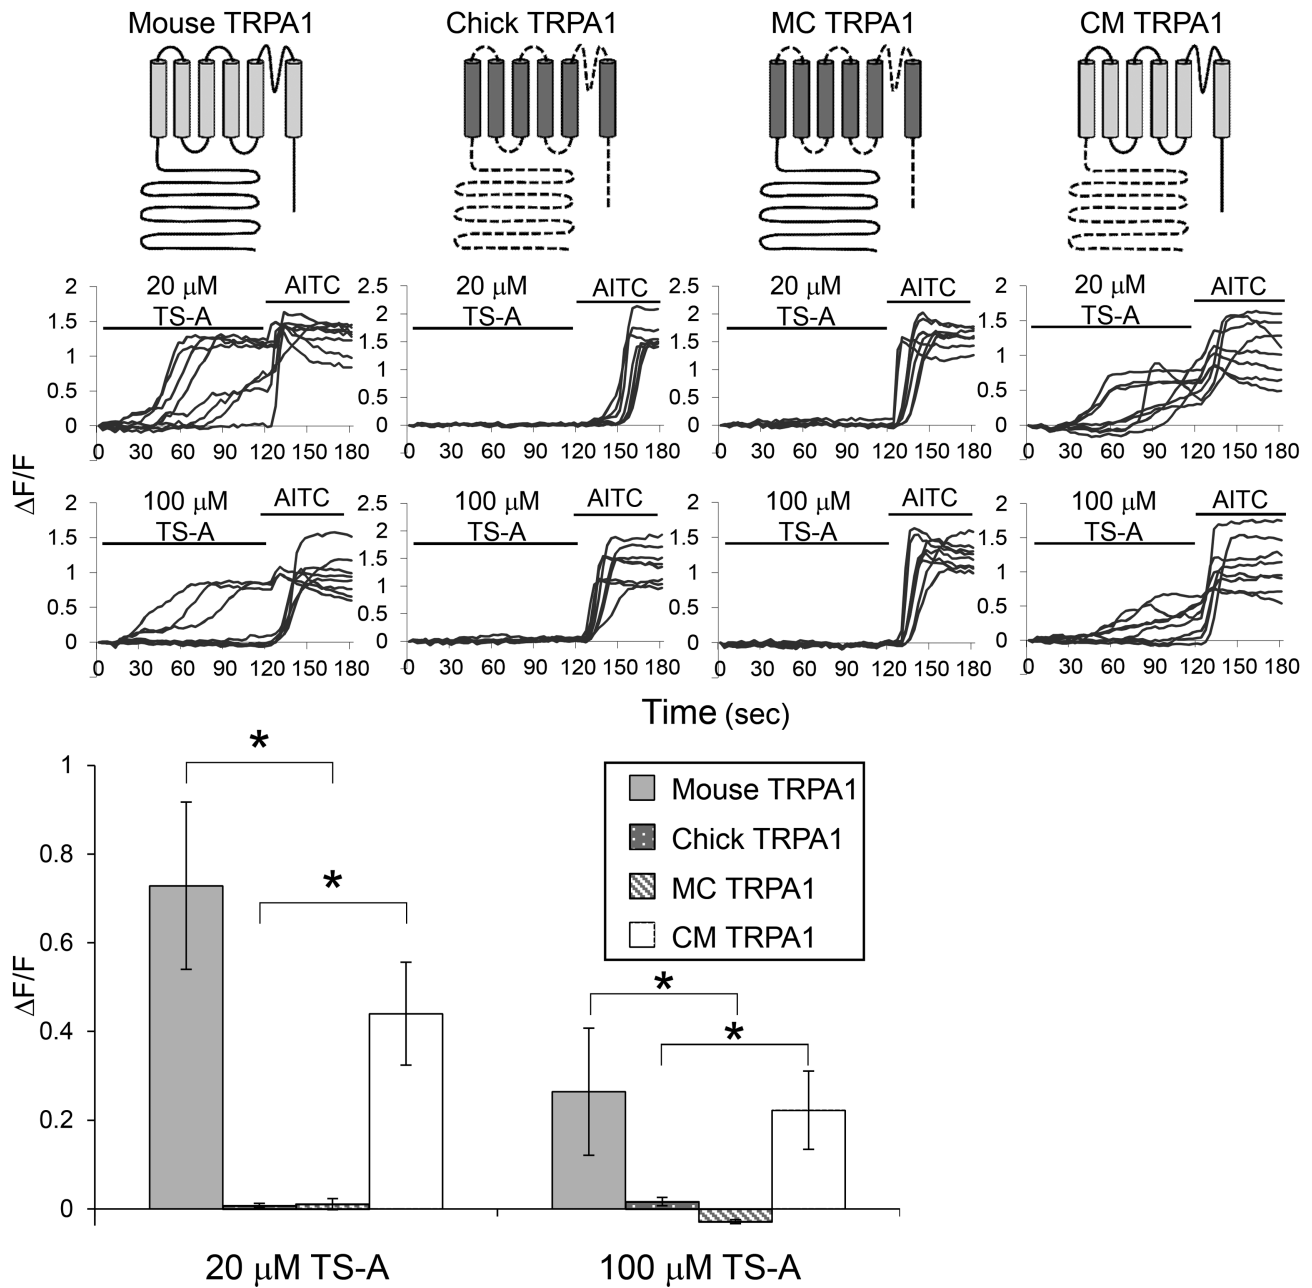 Mouse TRPA1
Chick TRPA1
MC TRPA1
CM TRPA1
ΔF/F
20 μM
TS-A
AITC
2
1.5
1
0.5
0
0 30 60 90 120 150 180
20 μM
TS-A
AITC
2.5
2
1.5
1
0.5
0
0 30 60 90 120 150 180
20 μM
TS-A
AITC
2.5
2
1.5
1
0.5
0
0 30 60 90 120 150 180
20 μM
TS-A
AITC
2
1.5
1
0.5
0
0 30 60 90 120 150 180
100 μM
TS-A
AITC
2
1.5
1
0.5
0
0 30 60 90 120 150 180
100 μM
TS-A
AITC
2.5
2
1.5
1
0.5
0
0 30 60 90 120 150 180
100 μM
TS-A
AITC
2
1.5
1
0.5
0
0 30 60 90 120 150 180
100 μM
TS-A
AITC
2
1.5
1
0.5
0
0 30 60 90 120 150 180
Time (sec)
ΔF/F
1
0.8
0.6
0.4
0.2
0
*
*
*
*
Mouse TRPA1
Chick TRPA1
MC TRPA1
CM TRPA1
20 μM TS-A
100 μM TS-A